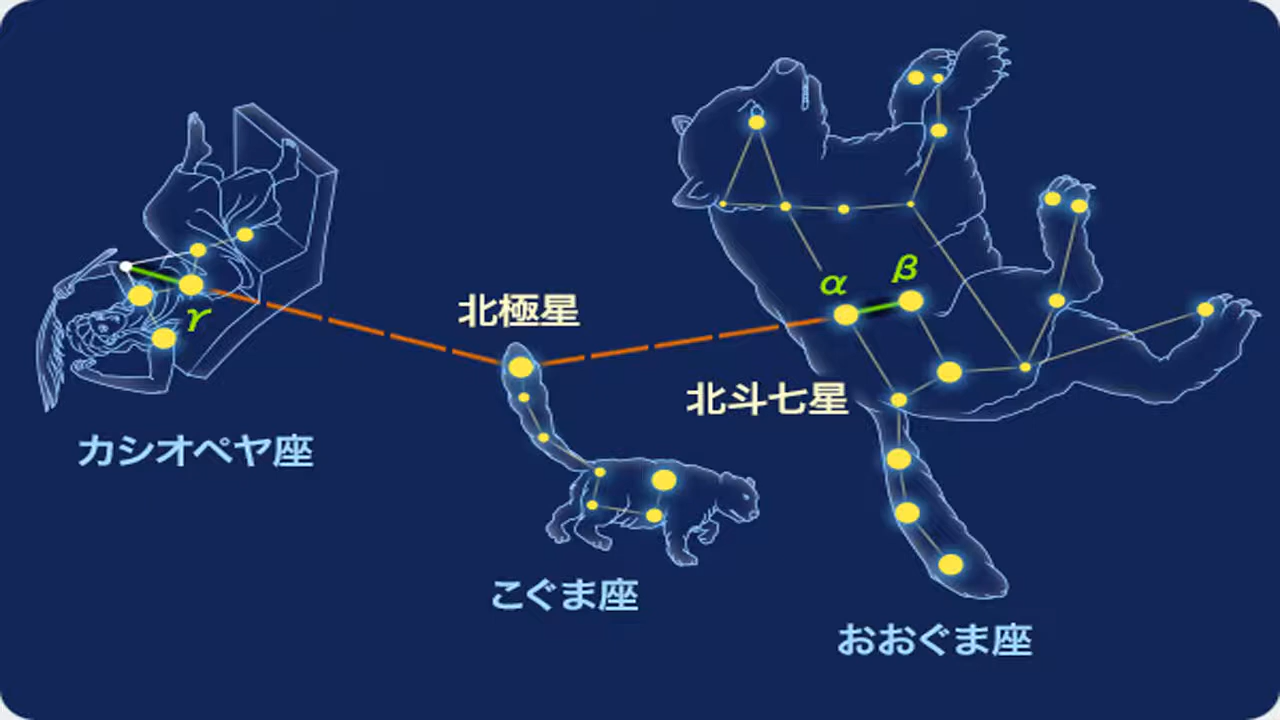 β
α
北極星
γ
北斗七星
カシオペヤ座
こぐま座
おおぐま座